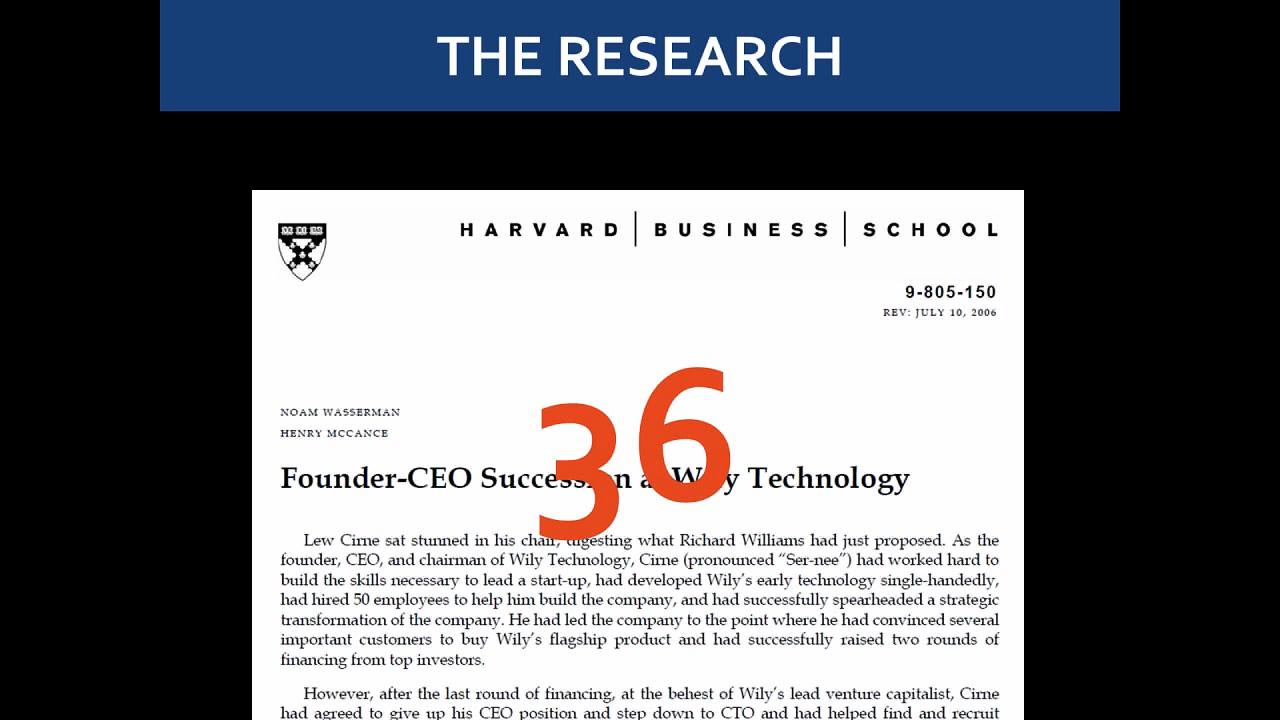 THE RESEARCH
HARVARD | BUSINESS | SCHOOL
9-805-150
REV: JULY 10, 2006
36
NOAM WASSERMAN
HENRY MCCANCE
Founder-CEO Succession at Wily Technology
Lew Cirne sat stunned in his chair, digesting what Richard Williams had just proposed. As the
founder, CEO, and chairman of Wily Technology, Cirne (pronounced “Ser-nee”) had worked hard to
build the skills necessary to lead a start-up, had developed Wily’s early technology single-handedly,
had hired 50 employees to help him build the company, and had successfully spearheaded a strategic
transformation of the company. He had led the company to the point where he had convinced several
important customers to buy Wily’s flagship product and had successfully raised two rounds of
financing from top investors.
However, after the last round of financing, at the behest of Wily’s lead venture capitalist, Cirne
had agreed to give up his CEO position and step down to CTO and had helped find and recruit